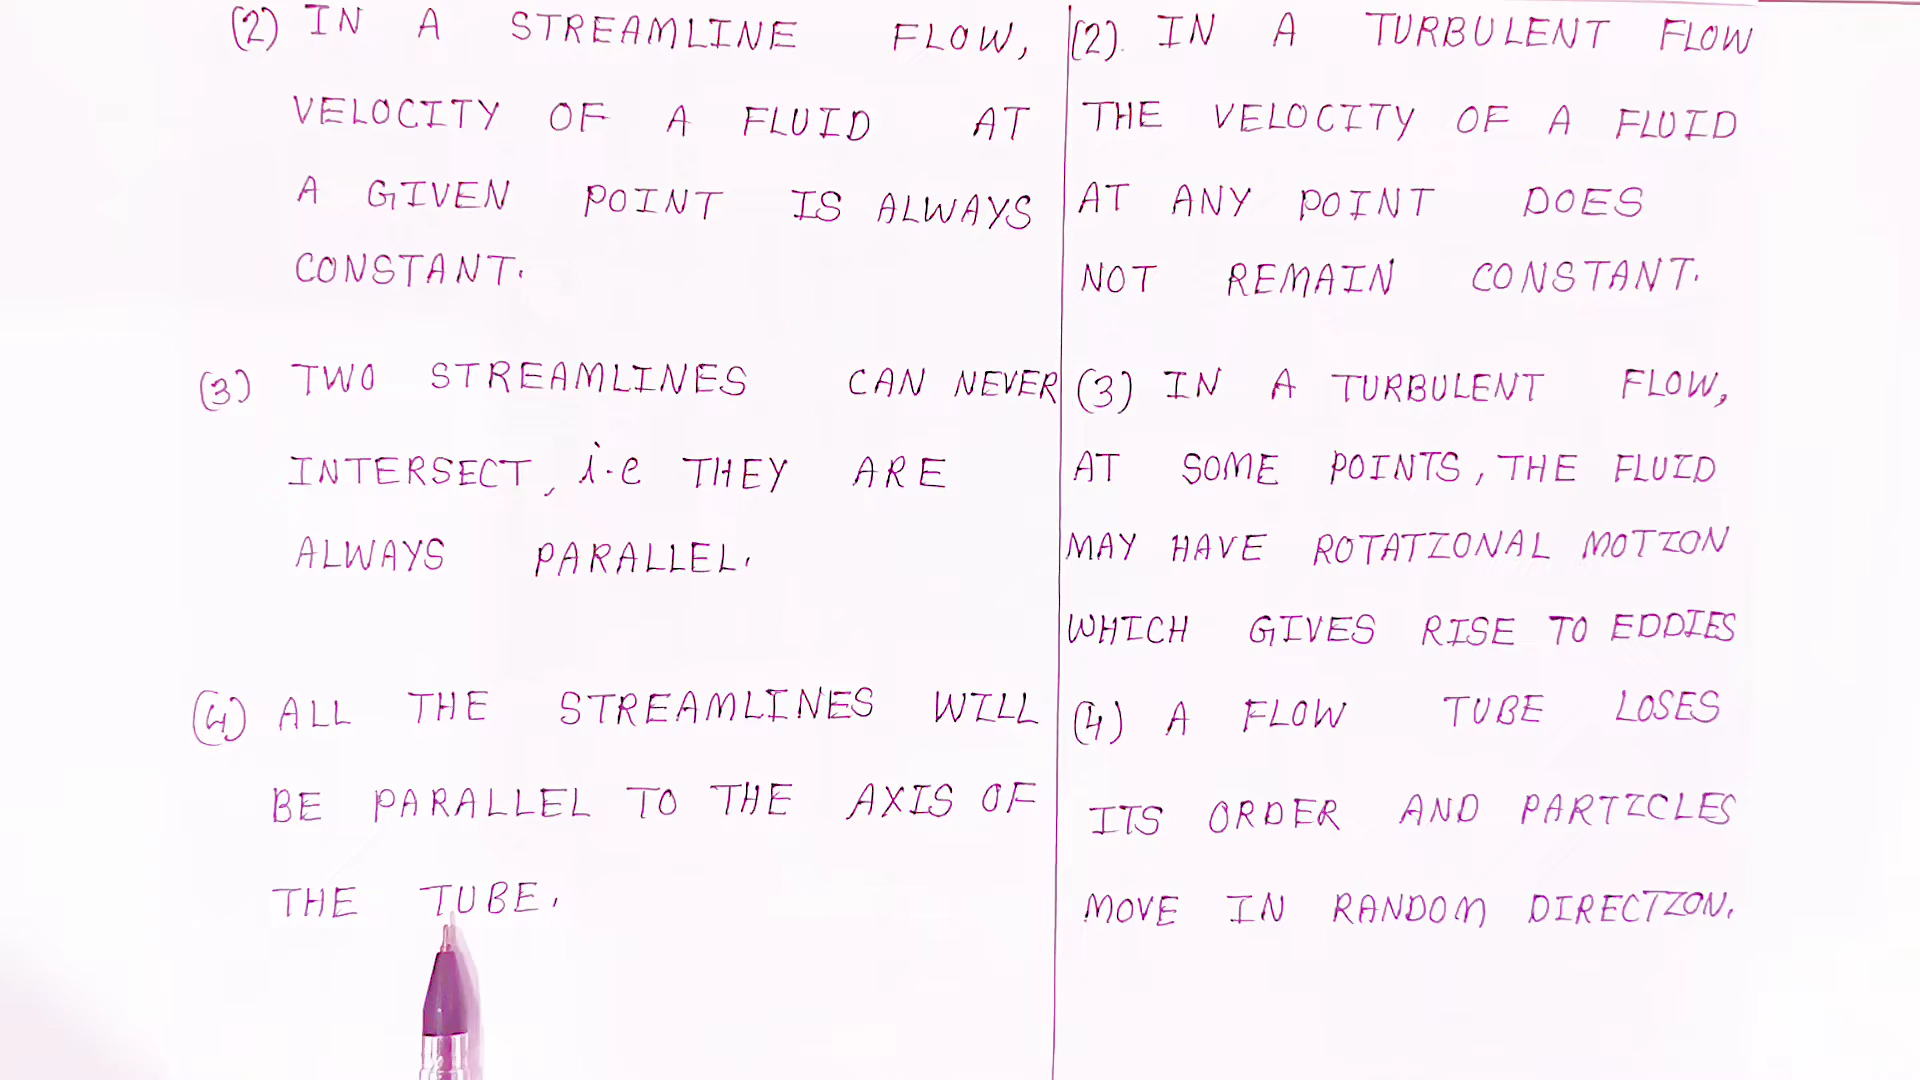 (2) IN A STREAMLINE FLOW,
VELOCITY OF A FLUID AT
A GIVEN POINT IS ALWAYS
CONSTANT.
(3) TWO STREAMLINES CAN NEVER
INTERSECT, i.e THEY ARE
ALWAYS PARALLEL.
(4) ALL THE STREAMLINES WILL
BE PARALLEL TO THE AXIS OF
THE TUBE.
(2). IN A TURBULENT FLOW
THE VELOCITY OF A FLUID
AT ANY POINT DOES
NOT REMAIN CONSTANT.
(3) IN A TURBULENT FLOW,
AT SOME POINTS, THE FLUID
MAY HAVE ROTATIONAL MOTION
WHICH GIVES RISE TO EDDIES
(4) A FLOW TUBE LOSES
ITS ORDER AND PARTICLES
MOVE IN RANDOM DIRECTION.